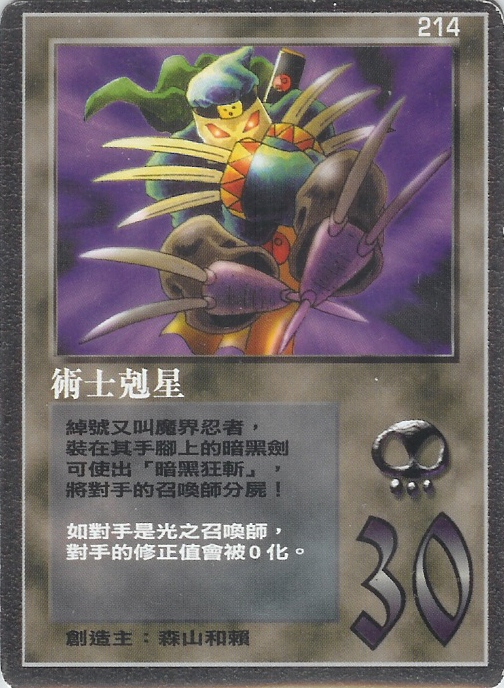 214
術士剋星
綽號又叫魔界忍者，
裝在其手腳上的暗黑劍
可使出『暗黑狂斬』，
將對手的召喚師分屍！
如對手是光之召喚師，
對手的修正值會被0化。
30
創造主：森山和賴